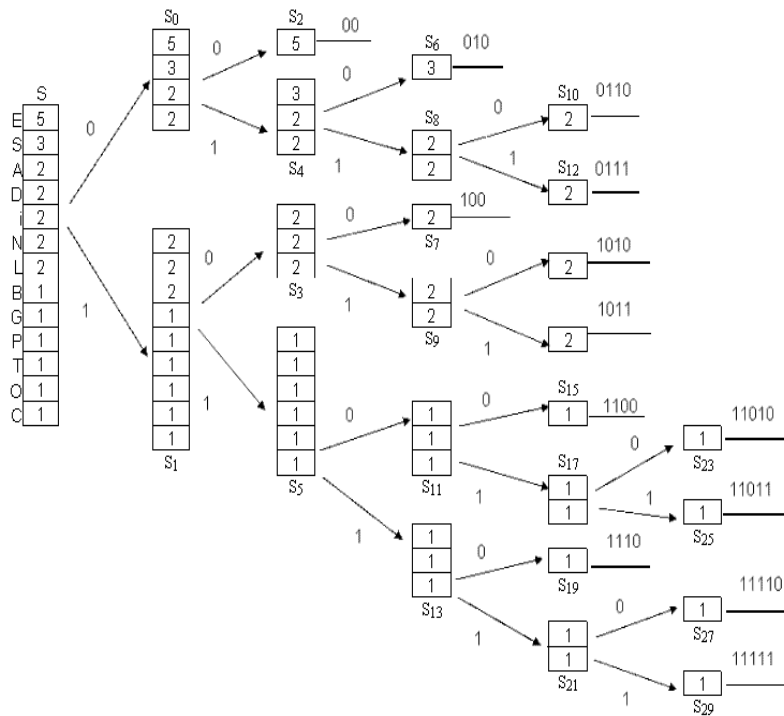 S₀ S₂ 00
0 5 5 S₆ 010
3 0 3
S 2 3 S₁₀ 0110
E 5 0 2 1 2 S₈ 0 2
S 3 2 1 2
A 2 S₄ 2 1 S₁₂ 0111
D 2 2 0 2 100 2
i 2 0 2 S₇
N 2 2 2 0 1010
L 2 2 S₃ 1 2 2
B 1 1 2 2 1011
G 1 1 1 S₉ 1 2
P 1 1 1
T 1 1 1 S₁₅
O 1 1 1 1 0 1 0 1 1100 11010
C 1 1 1 1 S₁₇ 0 1
S₁ 1 1 1 S₂₃
S₅ S₁₁ 1 1 1 11011
1 1 1 1
1 0 1 1110 S₂₅
1 S₁₉
S₁₃ 1 1 0 11110
1 1
S₂₁ S₂₇
1 11111
1
S₂₉